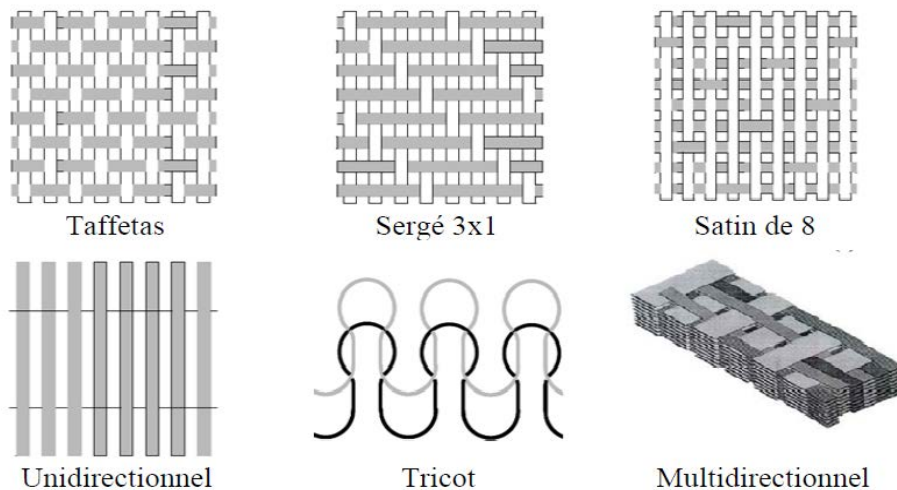 Taffetas
Sergé 3x1
Satin de 8
Unidirectionnel
Tricot
Multidirectionnel